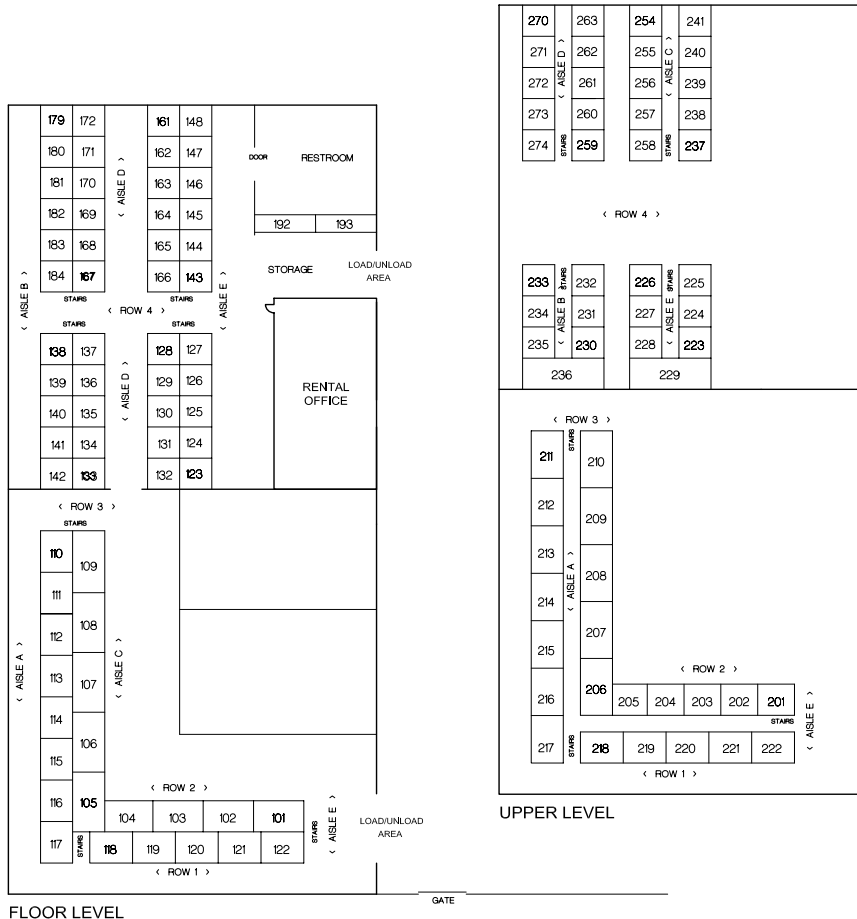 179 172
180 171
181 170
182 169
183 168
184 167
161 148
162 147
163 146
164 145
165 144
166 143
DOOR
RESTROOM
192 193
STORAGE
LOAD/UNLOAD
AREA
< AISLE B >
< AISLE D >
< AISLE E >
STAIRS
STAIRS
< ROW 4 >
STAIRS
STAIRS
138 137
139 136
140 135
141 134
142 133
< AISLE D >
128 127
129 126
130 125
131 124
132 123
RENTAL
OFFICE
< ROW 3 >
STAIRS
110
111
112
113
114
115
116
117
109
108
107
106
105
< AISLE A >
< AISLE C >
< ROW 2 >
104 103 102 101
STAIRS
118 119 120 121 122
STAIRS
< AISLE E >
< ROW 1 >
LOAD/UNLOAD
AREA
GATE
FLOOR LEVEL
270 263
271 262
272 261
273 260
274 259
< AISLE D >
STAIRS
254 241
255 240
256 239
257 238
258 237
< AISLE C >
STAIRS
< ROW 4 >
233 232
234 231
235 230
236
STAIRS
< AISLE B >
226 225
227 224
228 223
229
STAIRS
< AISLE E >
< ROW 3 >
STAIRS
211
212
213
214
215
216
217
210
209
208
207
206
< AISLE A >
< ROW 2 >
205 204 203 202 201
STAIRS
STAIRS
218 219 220 221 222
< AISLE E >
< ROW 1 >
UPPER LEVEL